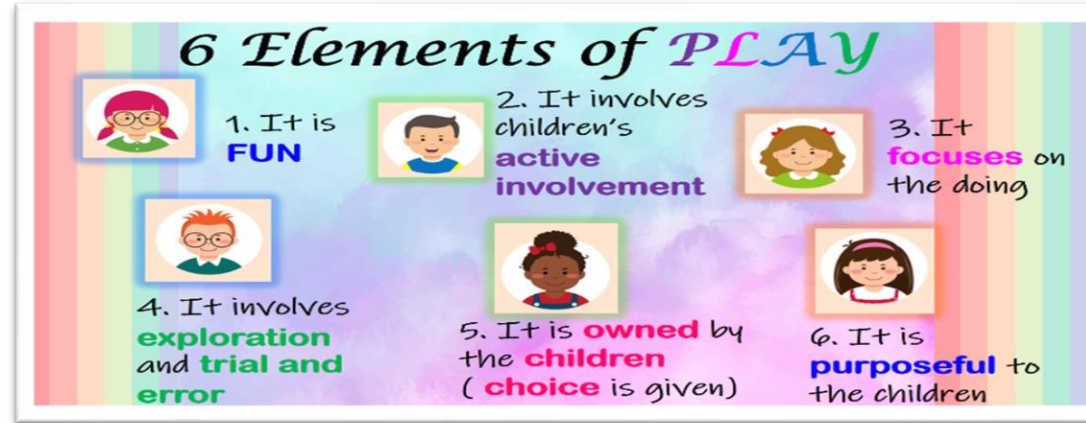 6 Elements of PLAY
1. It is
FUN
2. It involves
children's
active
involvement
3. It
focuses on
the doing
4. It involves
exploration
and trial and
error
5. It is owned by
the children
( choice is given)
6. It is
purposeful to
the children